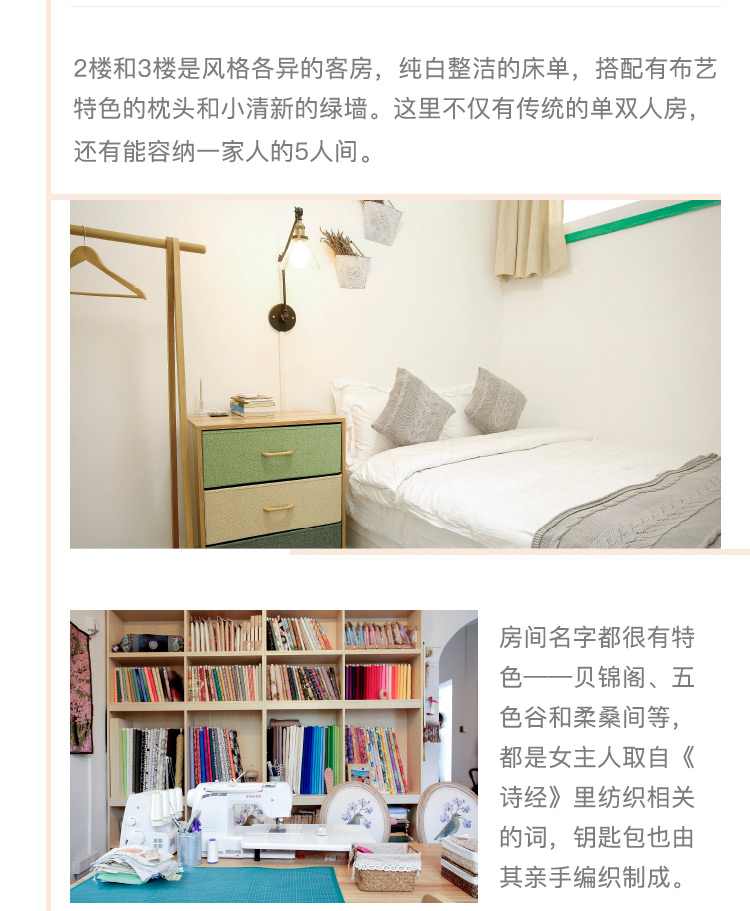 2楼和3楼是风格各异的客房，纯白整洁的床单，搭配有布艺
特色的枕头和小清新的绿墙。这里不仅有传统的单双人房，
还有能容纳一家人的5人间。
房间名字都很有特
色——贝锦阁、五
色谷和柔桑间等，
都是女主人取自《
诗经》里纺织相关
的词，钥匙包也由
其亲手编织制成。
SINGER